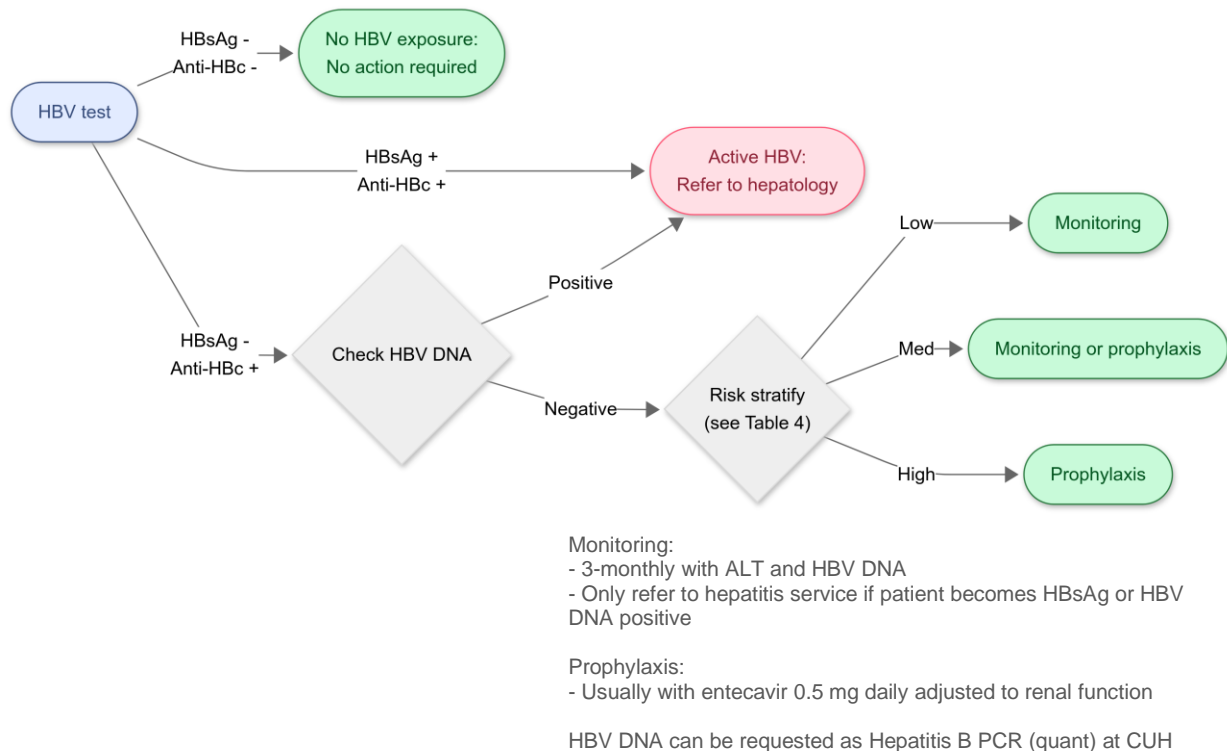 HBV test
HBsAg -
Anti-HBc -
No HBV exposure:
No action required
HBsAg +
Anti-HBc +
Active HBV:
Refer to hepatology
HBsAg -
Anti-HBc +
Check HBV DNA
Positive
Negative
Risk stratify
(see Table 4)
Low
Monitoring
Med
Monitoring or prophylaxis
High
Prophylaxis
Monitoring:
- 3-monthly with ALT and HBV DNA
- Only refer to hepatitis service if patient becomes HBsAg or HBV
DNA positive
Prophylaxis:
- Usually with entecavir 0.5 mg daily adjusted to renal function
HBV DNA can be requested as Hepatitis B PCR (quant) at CUH